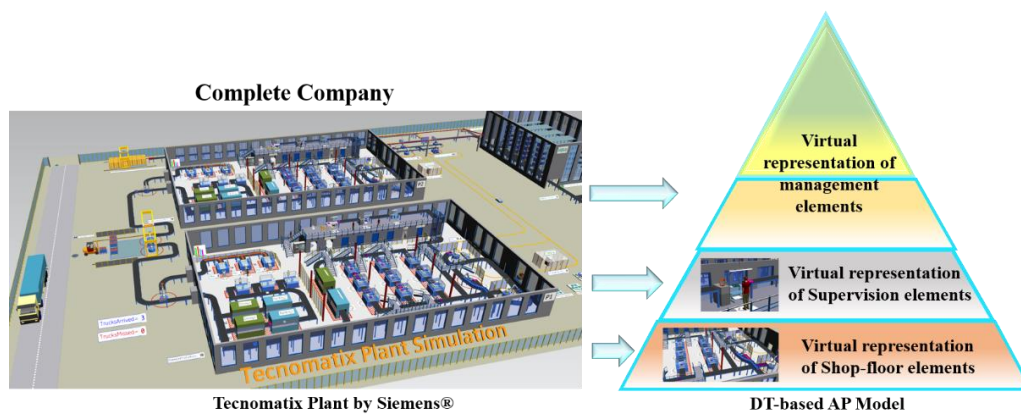 Complete Company
Tecnomatix Plant Simulation
TrucksArrived= 3
TrucksMissed= 0
Tecnomatix Plant by Siemens®
Virtual
representation of
management
elements
Virtual representation
of Supervision elements
Virtual representation
of Shop-floor elements
DT-based AP Model